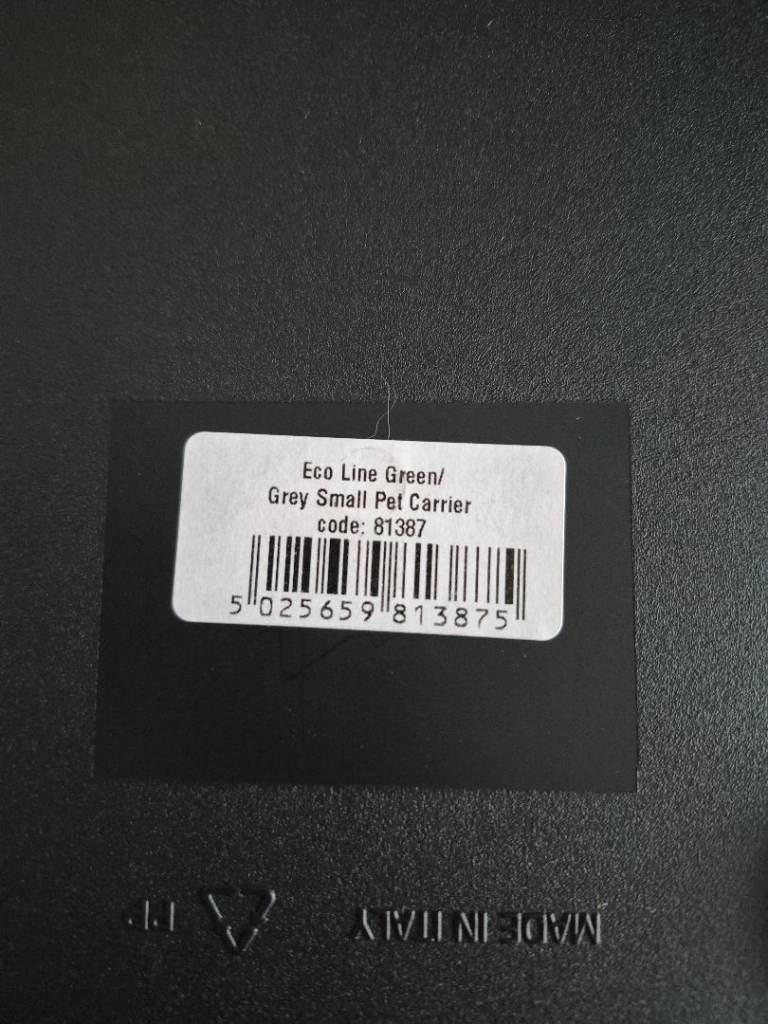 Eco Line Green/
Grey Small Pet Carrier
code: 81387
5 025659 813875
MADE IN ITALY
PP